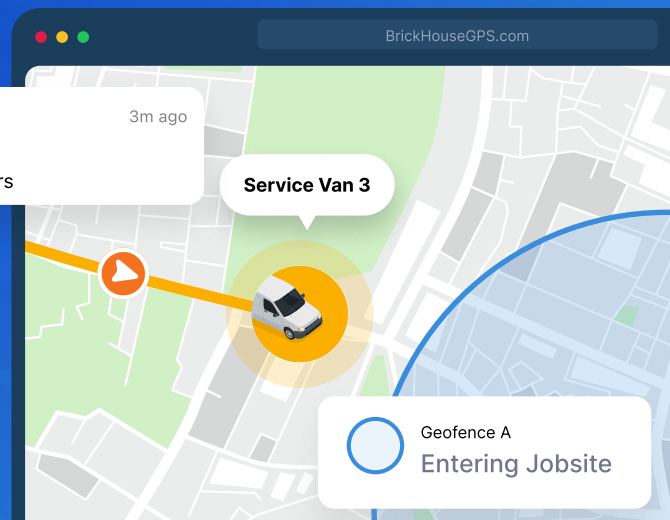 BrickHouseGPS.com
3m ago
rs
Service Van 3
Geofence A
Entering Jobsite